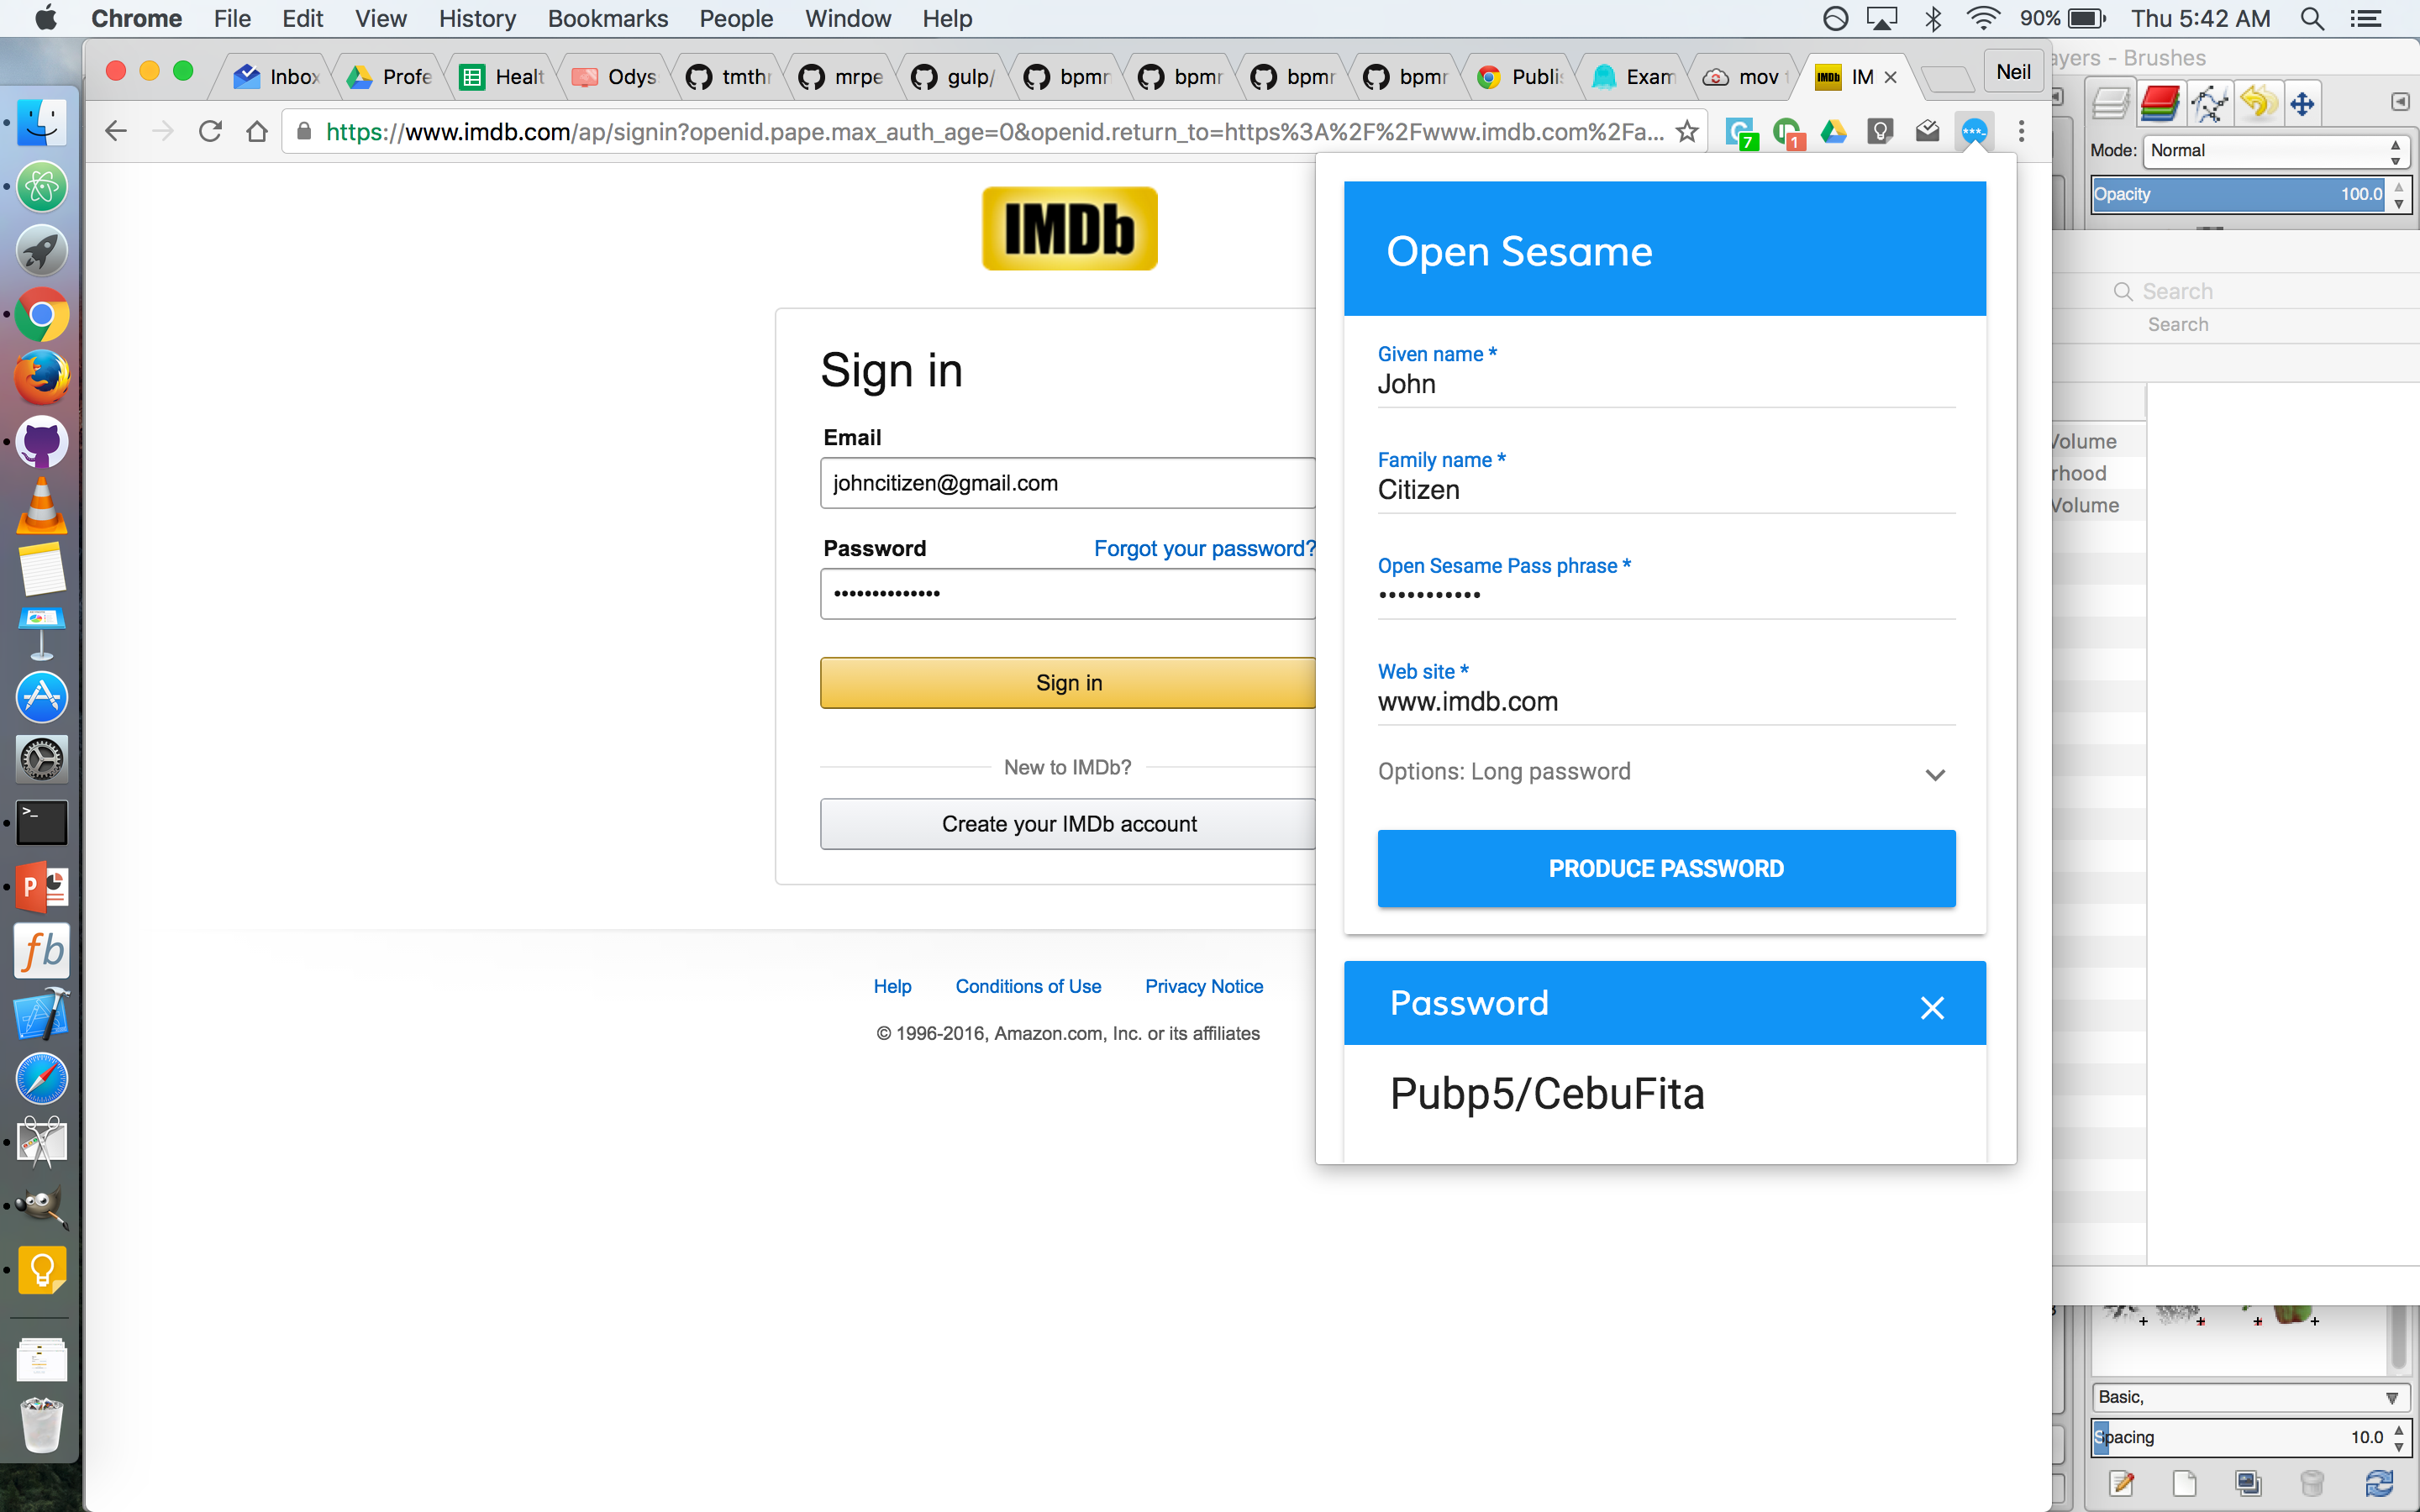 Chrome File Edit View History Bookmarks People Window Help 90% Thu 5:42 AM
Inbox Profe Healt Odys tmth mrpe gulp/ bpmn bpmn bpmn bpmn Publis Exam mov IM Neil
ayers - Brushes
https://www.imdb.com/ap/signin?openid.pape.max_auth_age=0&openid.return_to=https%3A%2F%2Fwww.imdb.com%2Fa...
7
1
Mode: Normal
Opacity 100.0
IMDb
Sign in
Email
johncitizen@gmail.com
Password Forgot your password?
••••••••••••••
Sign in
New to IMDb?
Create your IMDb account
Help Conditions of Use Privacy Notice
© 1996-2016, Amazon.com, Inc. or its affiliates
Open Sesame
Given name *
John
Family name *
Citizen
Open Sesame Pass phrase *
•••••••••••
Web site *
www.imdb.com
Options: Long password
PRODUCE PASSWORD
Password
Pubp5/CebuFita
Search
Search
Volume
rhood
Volume
Basic,
Spacing 10.0